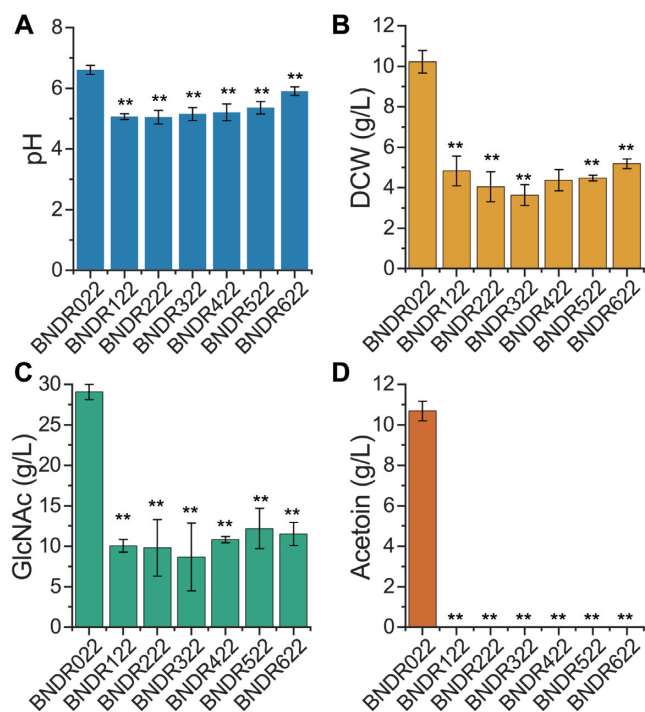 A
pH
8
6
4
2
0
** ** ** ** ** **
BNDR022 BNDR122 BNDR222 BNDR322 BNDR422 BNDR522 BNDR622
B
DCW (g/L)
12
10
8
6
4
2
0
** ** ** ** **
BNDR022 BNDR122 BNDR222 BNDR322 BNDR422 BNDR522 BNDR622
C
GlcNAc (g/L)
30
25
20
15
10
5
0
** ** ** ** ** **
BNDR022 BNDR122 BNDR222 BNDR322 BNDR422 BNDR522 BNDR622
D
Acetoin (g/L)
12
10
8
6
4
2
0
** ** ** ** ** **
BNDR022 BNDR122 BNDR222 BNDR322 BNDR422 BNDR522 BNDR622